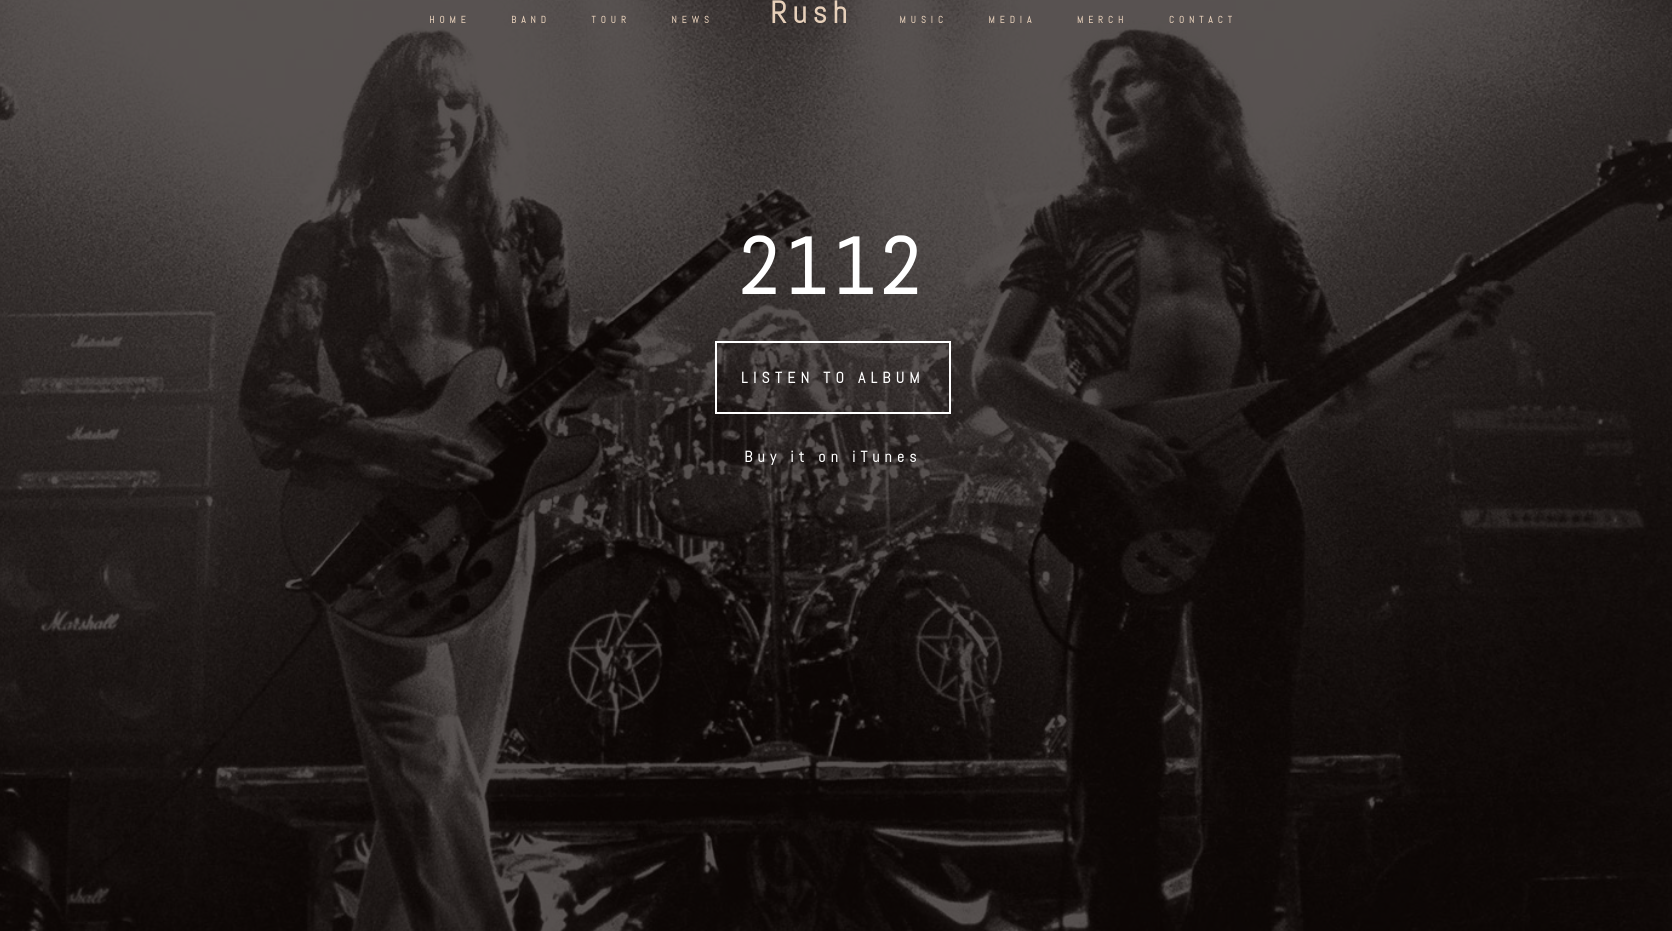 HOME BAND TOUR NEWS Rush MUSIC MEDIA MERCH CONTACT
2112
LISTEN TO ALBUM
Buy it on iTunes
Marshall
Marshall
Marshall
shall